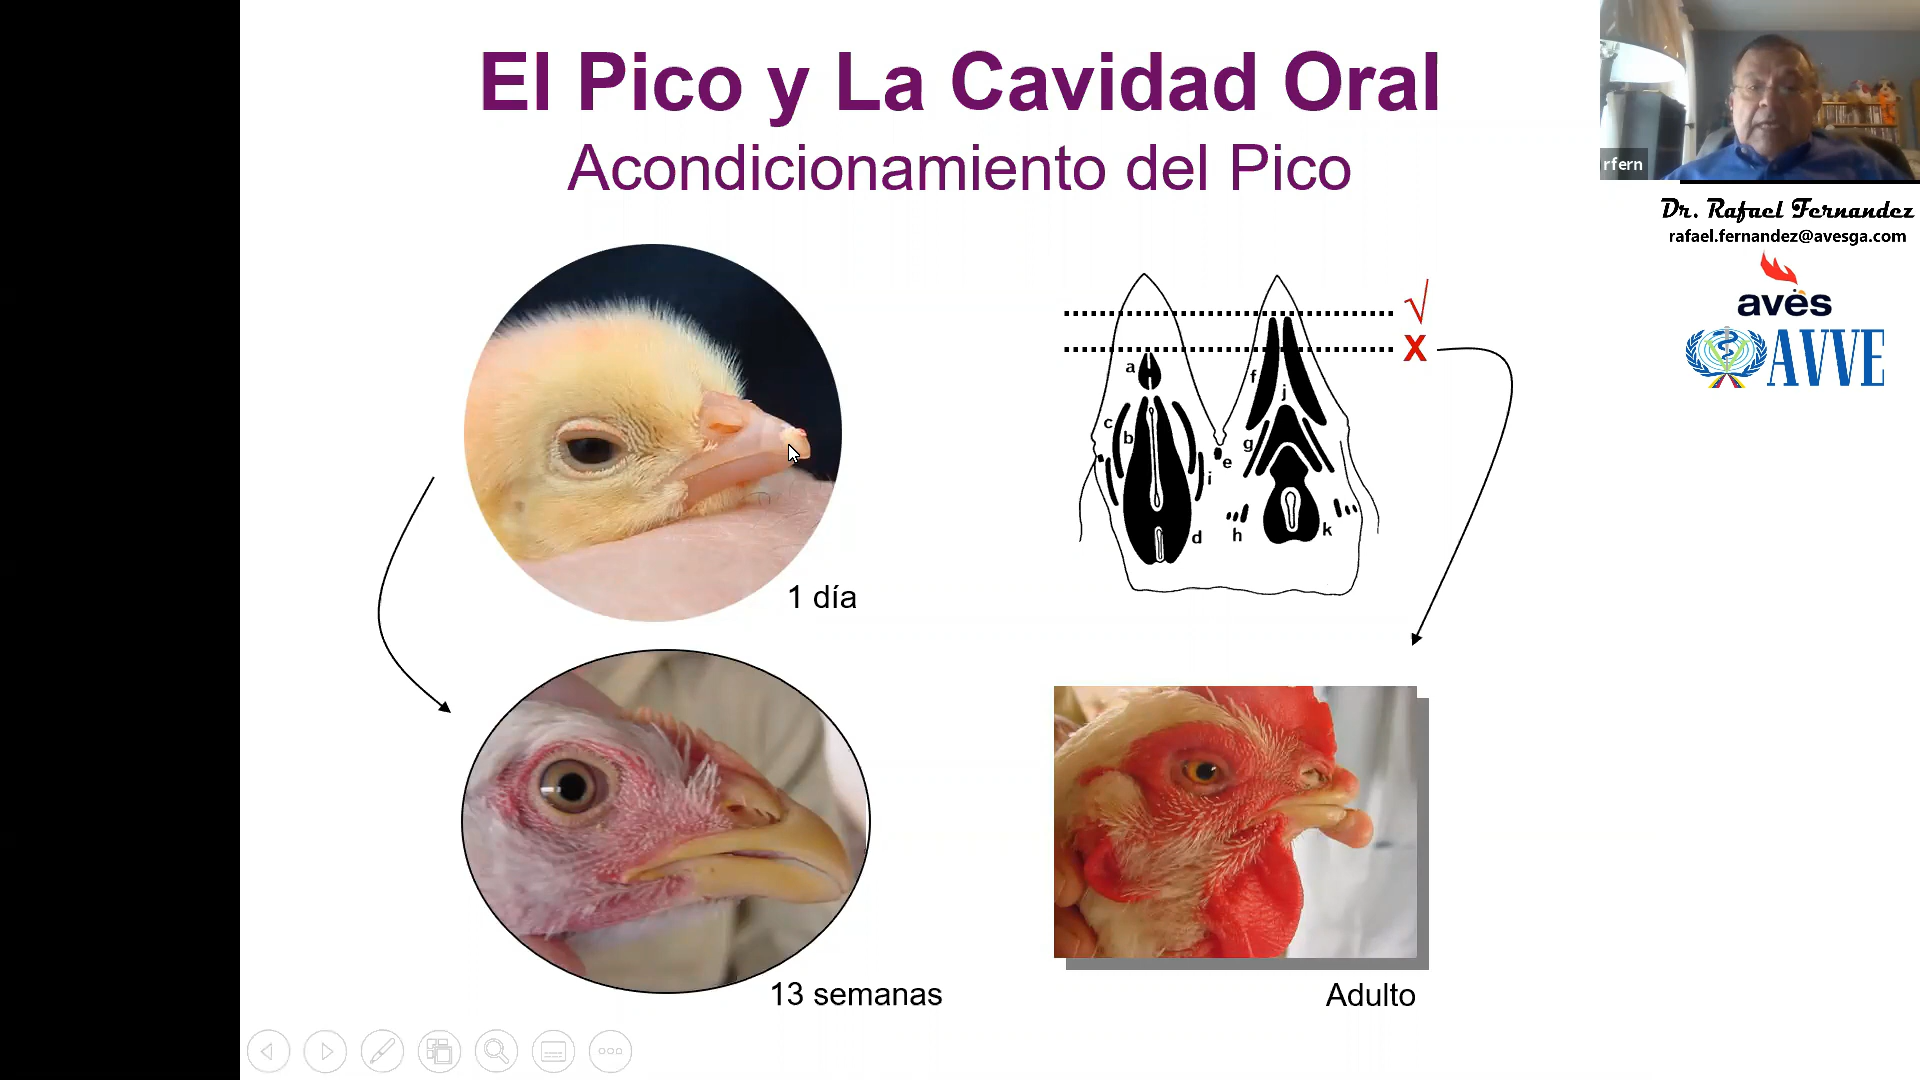 El Pico y La Cavidad Oral
Acondicionamiento del Pico
rfern
Dr. Rafael Fernandez
rafael.fernandez@avesga.com
avès
AVVE
√
X
a
f
j
c
b
g
e
i
d
h
k
1 día
13 semanas
Adulto